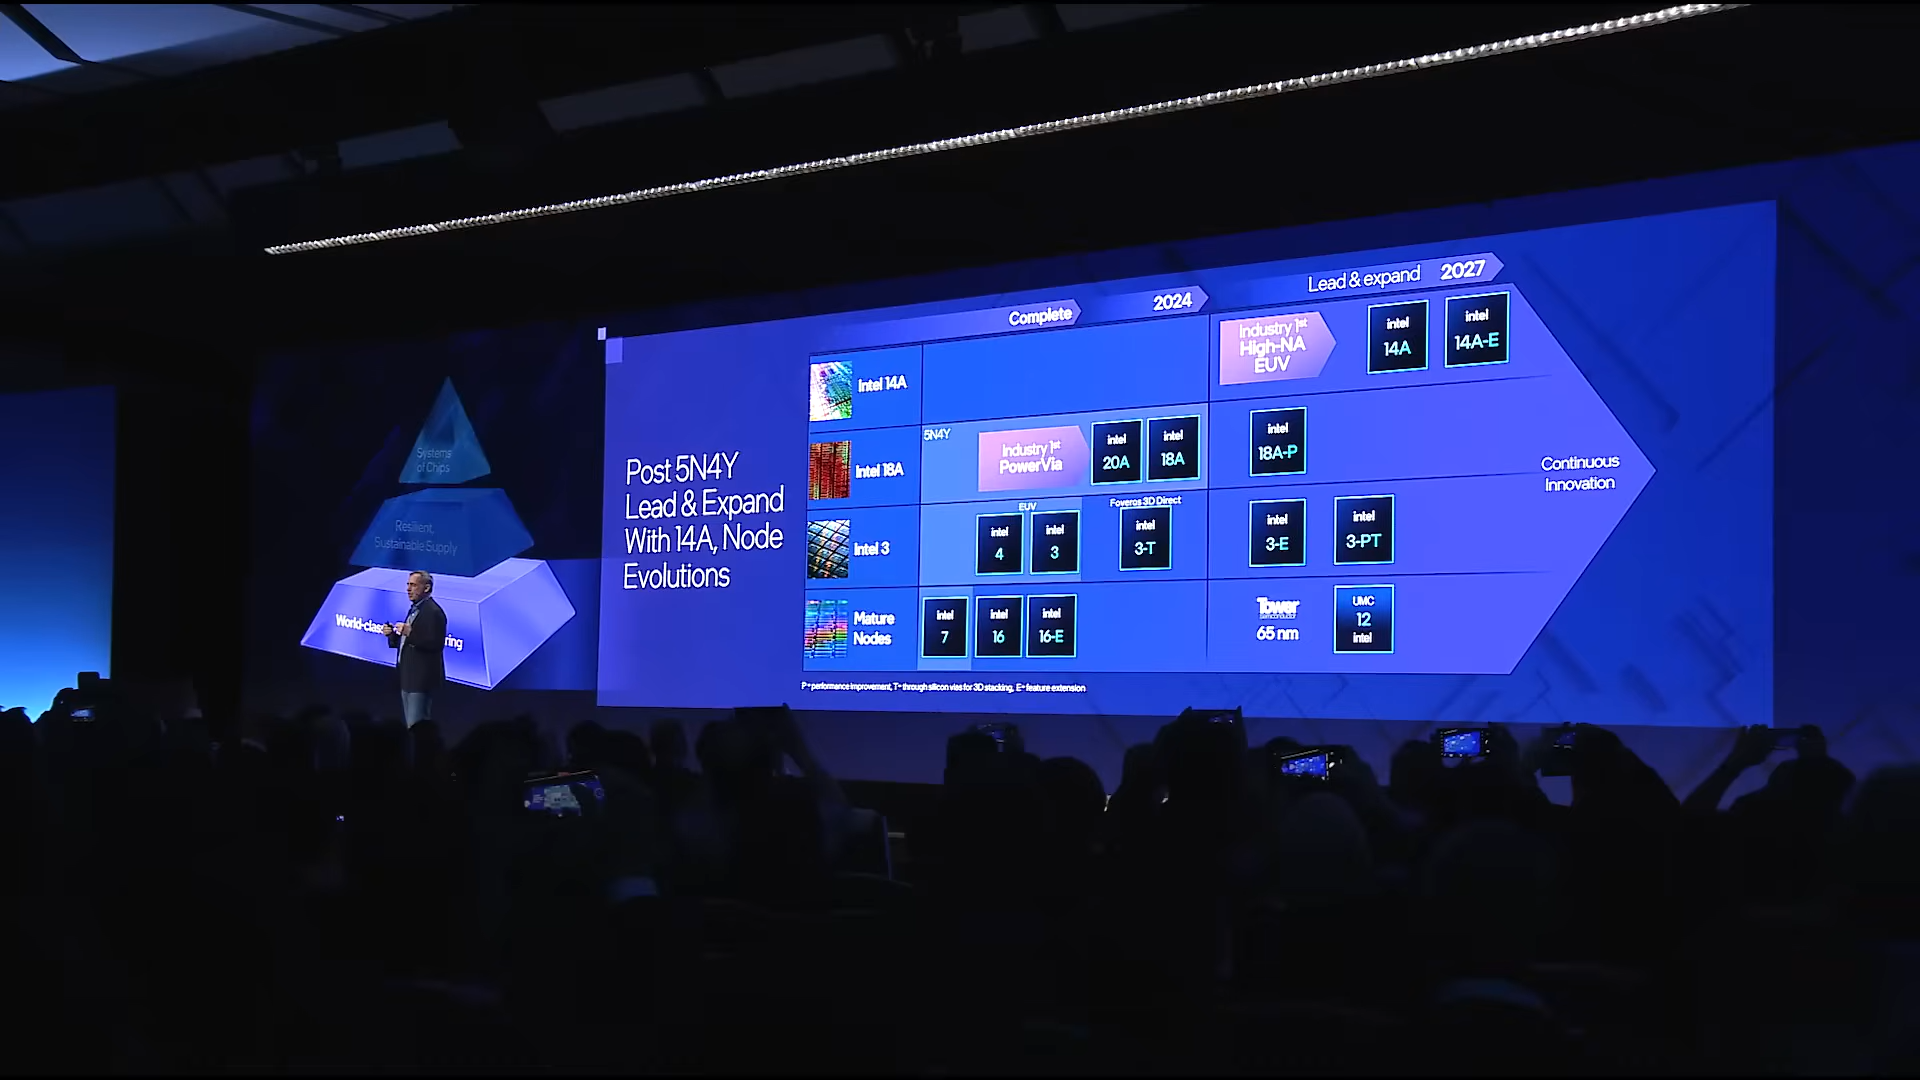 Systems
of Chips
Resilient,
Sustainable Supply
World-class
ring
Post 5N4Y
Lead & Expand
With 14A, Node
Evolutions
Complete
2024
Lead & expand 2027
Intel 14A
Industry 1st
High-NA
EUV
intel
14A
intel
14A-E
Intel 18A
5N4Y
Industry 1st
PowerVia
intel
20A
intel
18A
intel
18A-P
Intel 3
EUV
intel
4
intel
3
Foveros 3D Direct
intel
3-T
intel
3-E
intel
3-PT
Mature
Nodes
intel
7
intel
16
intel
16-E
Tower
Semiconductor
65 nm
UMC
12
intel
Continuous
Innovation
P = performance improvement, T = through silicon vias for 3D stacking, E = feature extension